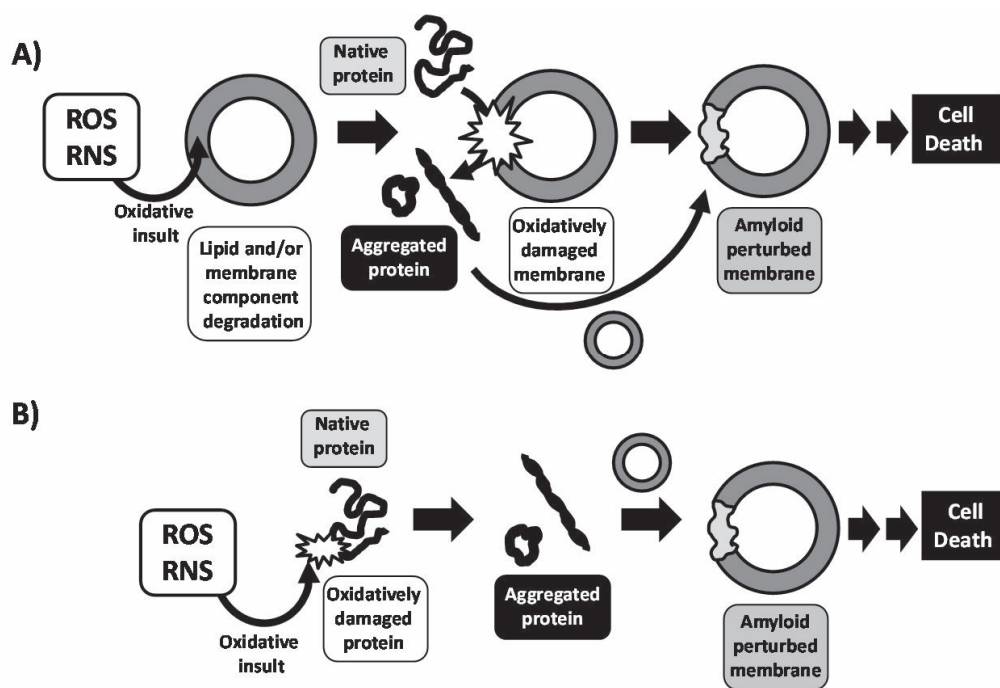 A)
ROS
RNS
Oxidative
insult
Lipid and/or
membrane
component
degradation
Native
protein
Aggregated
protein
Oxidatively
damaged
membrane
Amyloid
perturbed
membrane
Cell
Death
B)
ROS
RNS
Oxidative
insult
Native
protein
Oxidatively
damaged
protein
Aggregated
protein
Amyloid
perturbed
membrane
Cell
Death